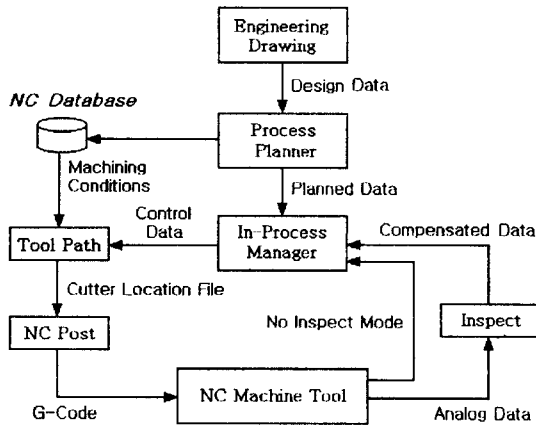 Engineering
Drawing
Design Data
NC Database
Process
Planner
Machining
Conditions
Planned Data
Control
Data
Compensated Data
Tool Path
In-Process
Manager
Cutter Location File
No Inspect Mode
Inspect
NC Post
NC Machine Tool
G-Code
Analog Data